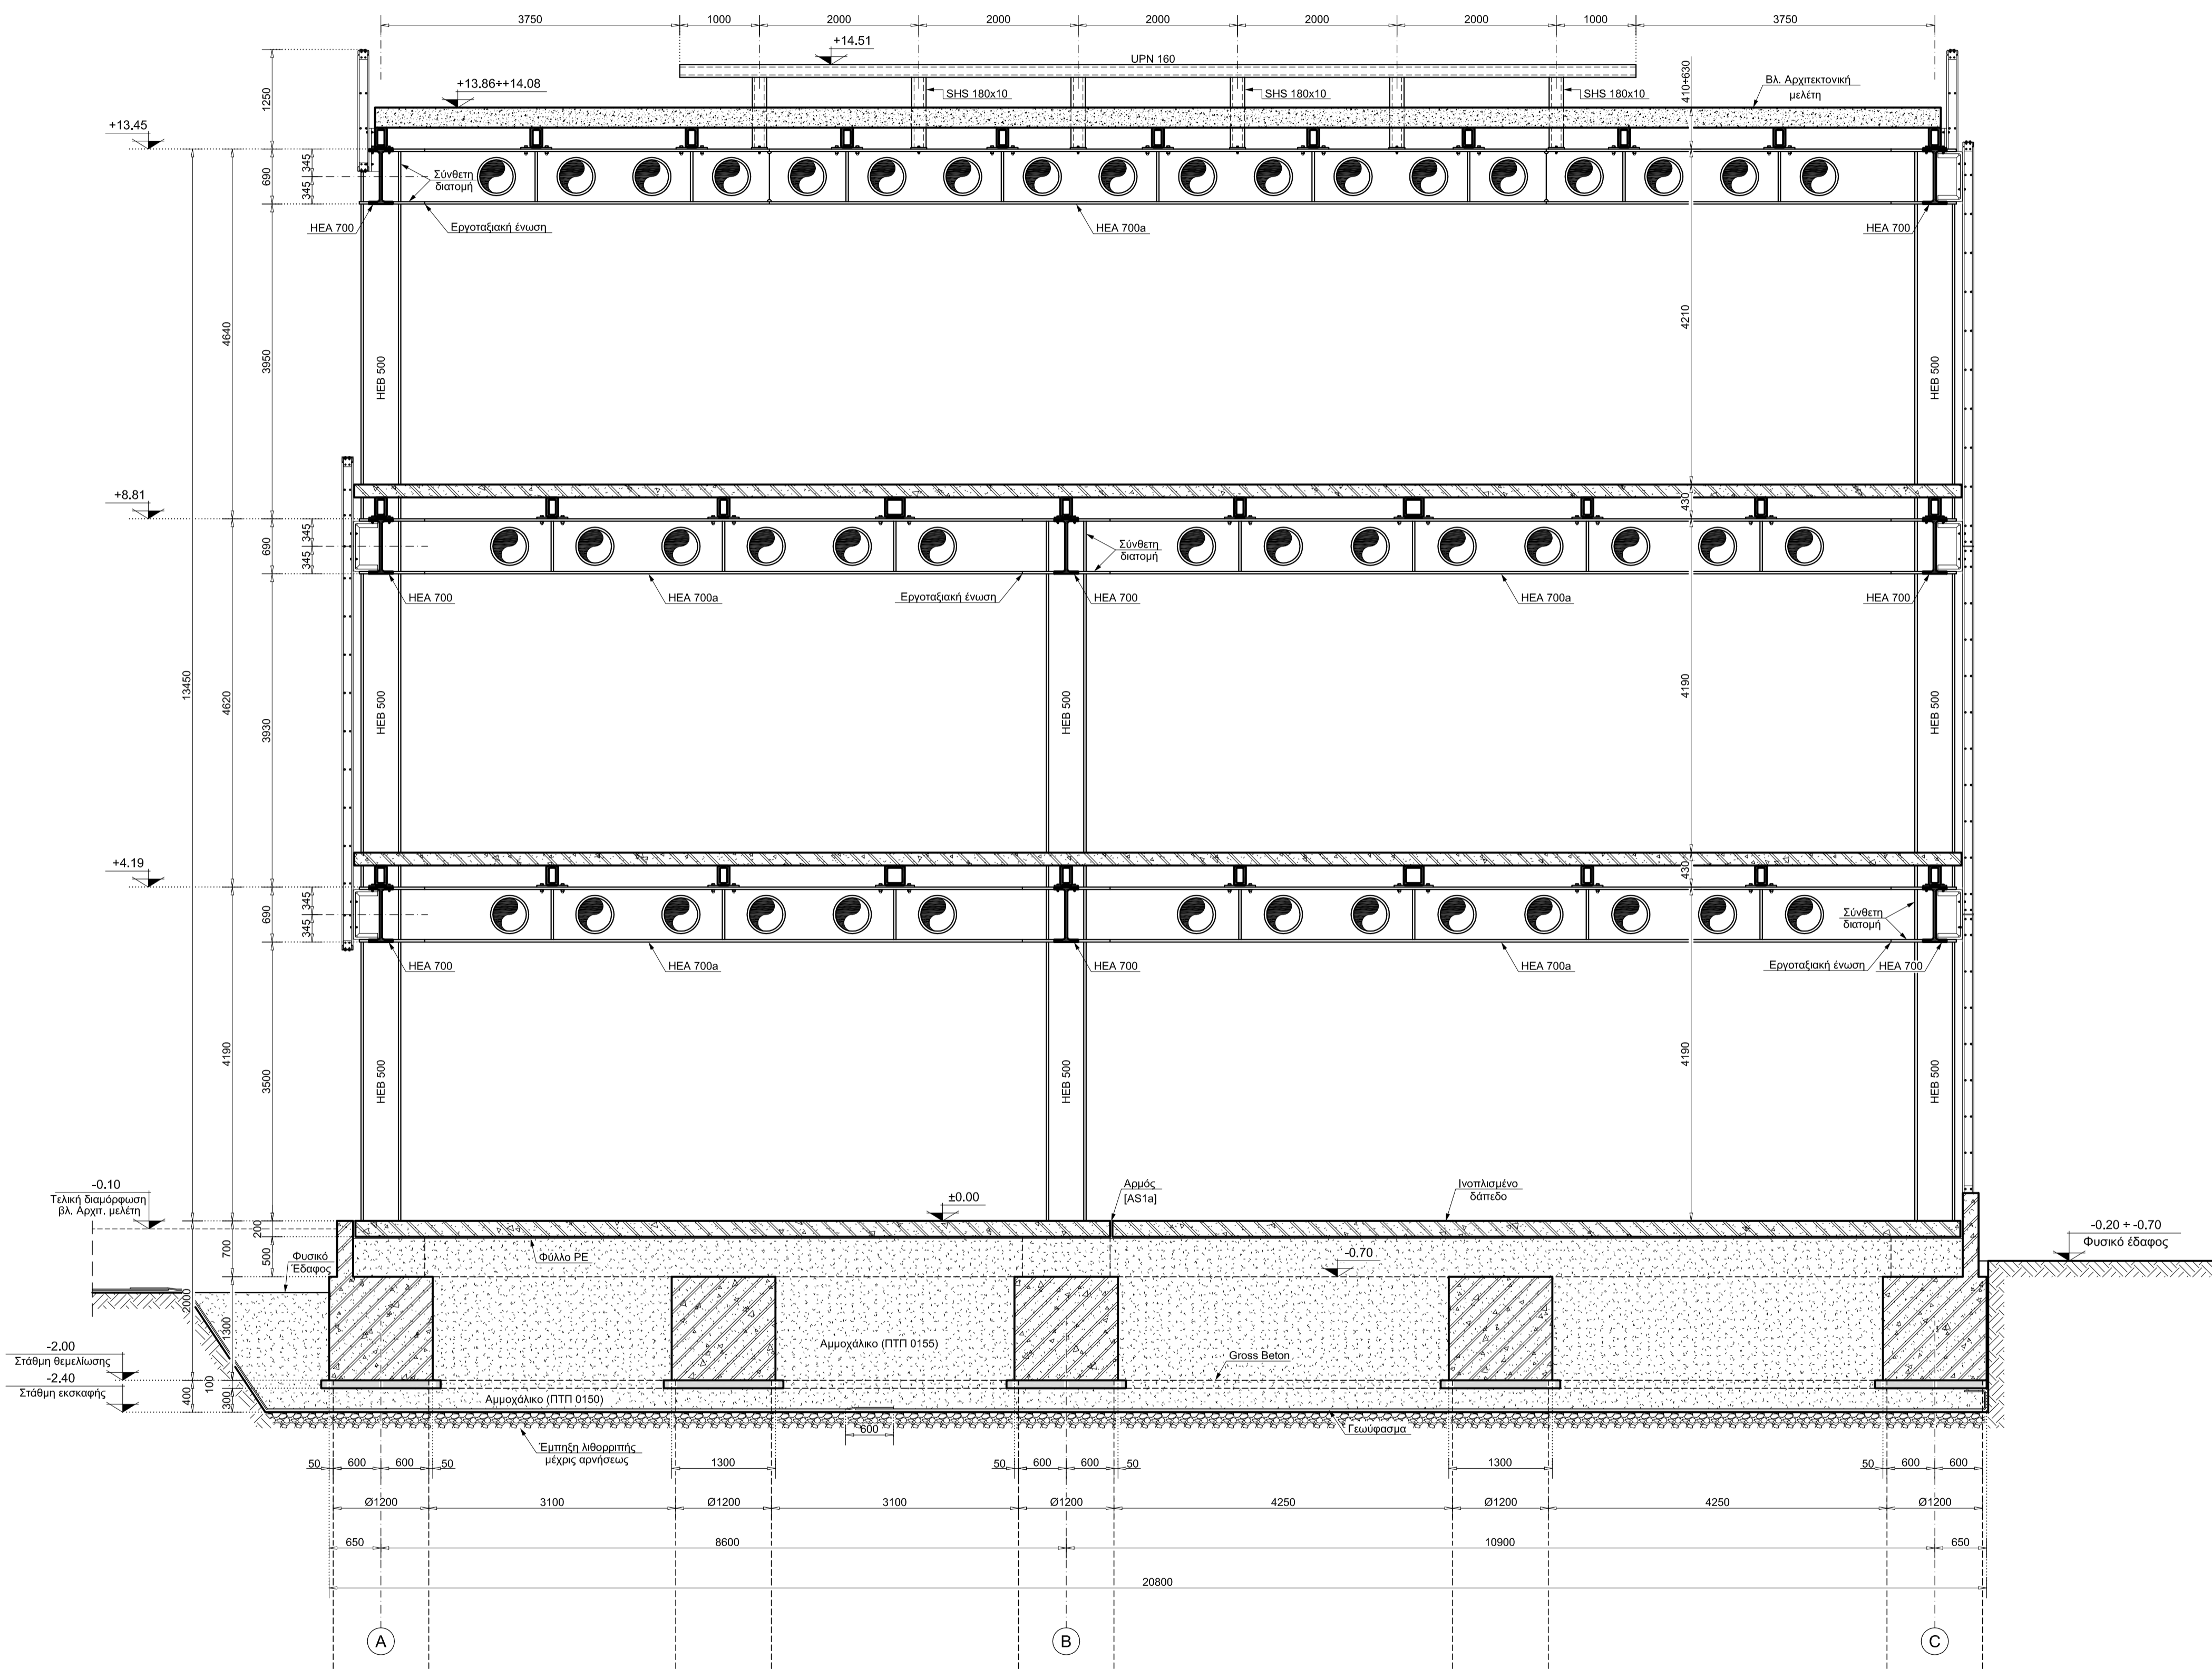 3750 1000 2000 2000 2000 2000 2000 1000 3750
+14.51
UPN 160
+13.86÷+14.08
SHS 180x10 SHS 180x10 SHS 180x10
410÷630
Βλ. Αρχιτεκτονική
μελέτη
1250
+13.45
690 345 345
Σύνθετη
διατομή
HEA 700 Εργοταξιακή ένωση HEA 700a HEA 700
4640 3950 4210
HEB 500 HEB 500
+8.81
430
690 345 345
Σύνθετη
διατομή
HEA 700 HEA 700a Εργοταξιακή ένωση HEA 700 HEA 700a HEA 700
13450 4620 3930 4190
HEB 500 HEB 500 HEB 500
+4.19
430
690 345 345
Σύνθετη
διατομή
HEA 700 HEA 700a HEA 700 HEA 700a Εργοταξιακή ένωση HEA 700
4190 3500 4190
HEB 500 HEB 500 HEB 500
-0.10
Τελική διαμόρφωση
βλ. Αρχιτ. μελέτη
±0.00
Αρμός
[AS1a]
Ινοπλισμένο
δάπεδο
-0.20 ÷ -0.70
Φυσικό έδαφος
200
700 500
Φυσικό
Έδαφος
Φύλλο PE
-0.70
2000 1300
Αμμοχάλικο (ΠΤΠ 0155)
Gross Beton
-2.00
Στάθμη θεμελίωσης
-2.40
Στάθμη εκσκαφής
400 100 300
Αμμοχάλικο (ΠΤΠ 0150)
600
Γεωύφασμα
Έμπηξη λιθορριπής
μέχρις αρνήσεως
50 600 600 50 1300 50 600 600 50 1300 50 600 600
Ø1200 3100 Ø1200 3100 Ø1200 4250 Ø1200 4250 Ø1200
650 8600 10900 650
20800
A B C